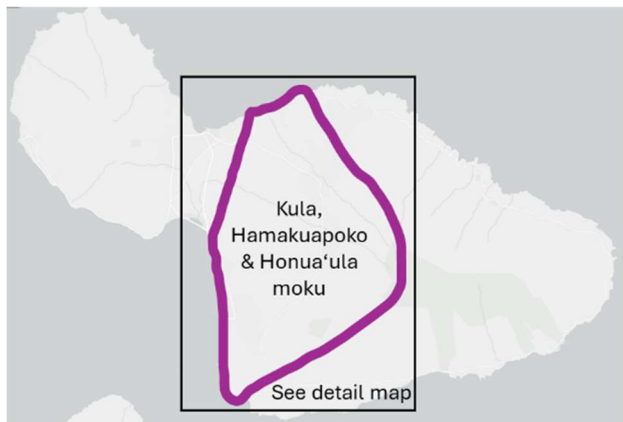 Kula,
Hamakuapoko
& Honuaʻula
moku
See detail map